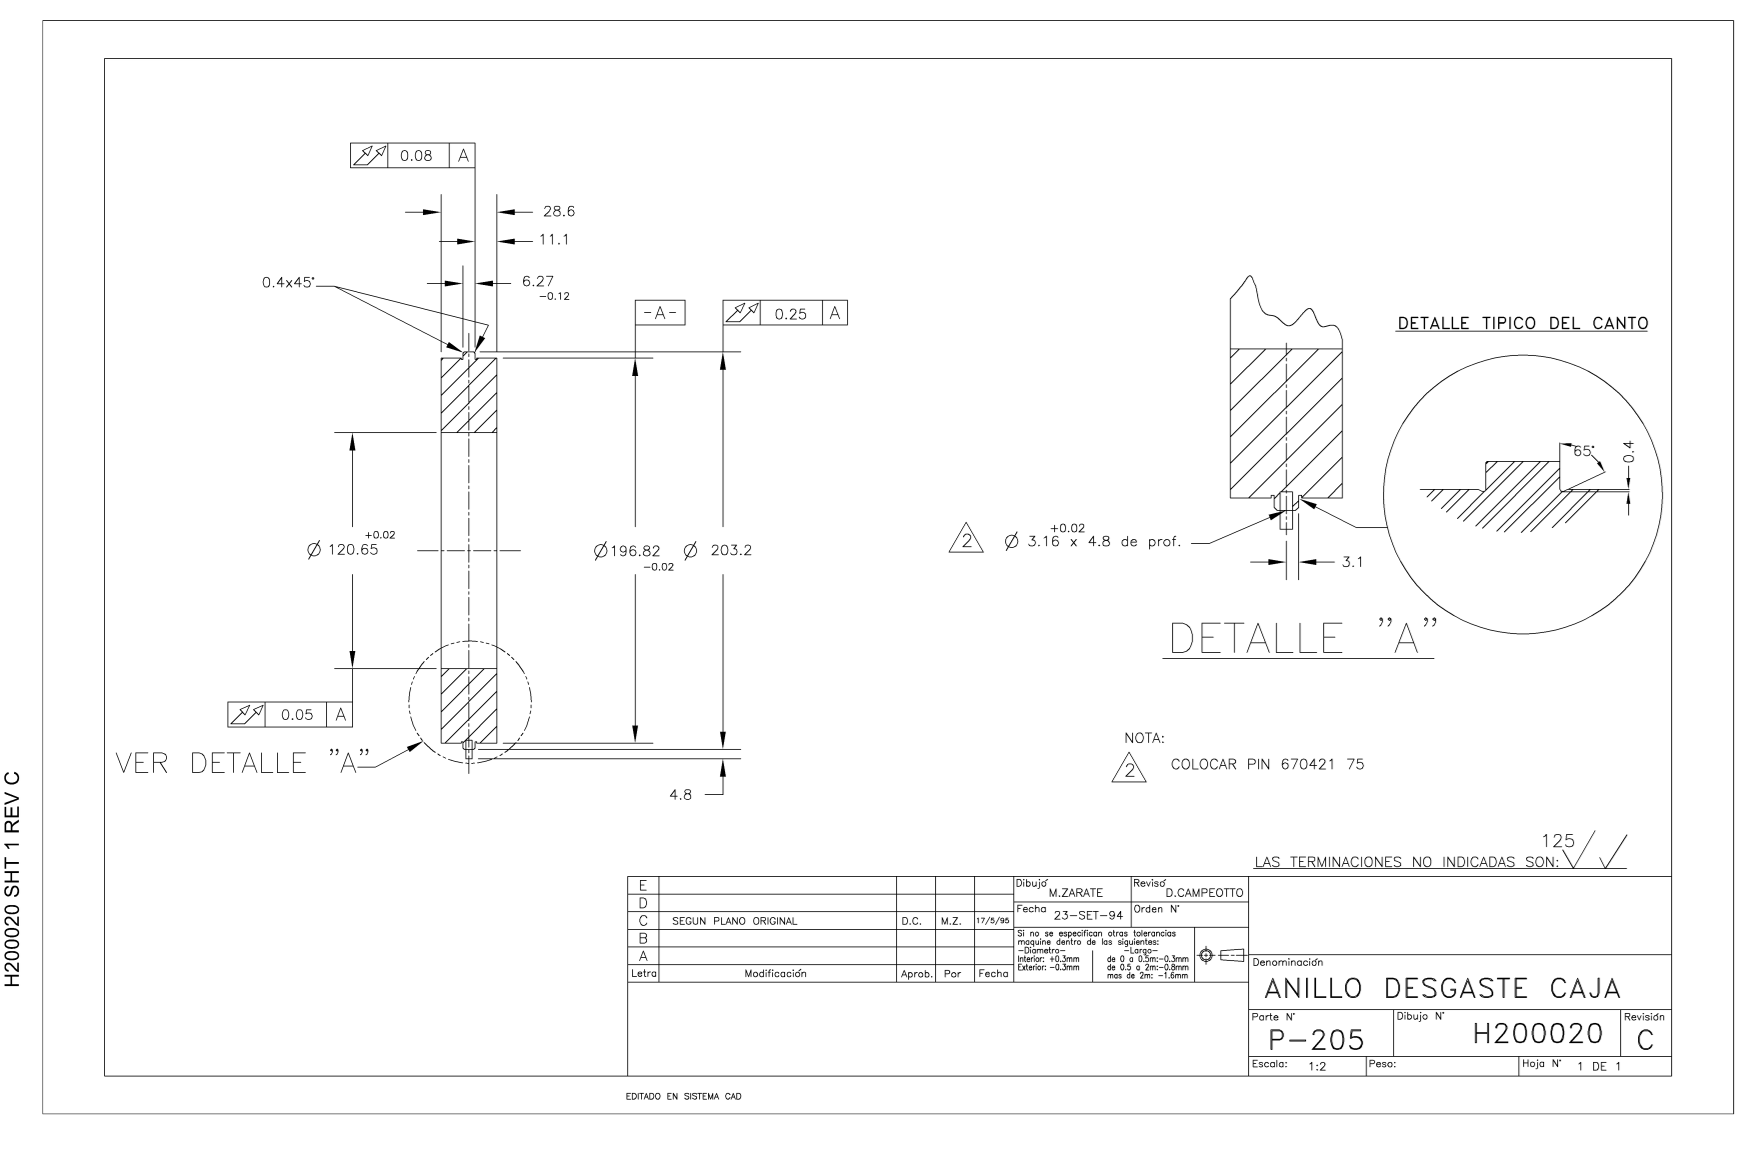 0.08 A
28.6
11.1
0.4x45°
6.27
-0.12
-A-
0.25 A
DETALLE TIPICO DEL CANTO
65°
0.4
+0.02
Ø 120.65
Ø196.82
-0.02
Ø 203.2
+0.02
2 Ø 3.16 x 4.8 de prof.
3.1
DETALLE "A"
0.05 A
VER DETALLE "A"
4.8
NOTA:
2 COLOCAR PIN 670421 75
125
LAS TERMINACIONES NO INDICADAS SON:
H200020 SHT 1 REV C
E
D
C SEGUN PLANO ORIGINAL D.C. M.Z. 17/5/95
B
A
Letra Modificación Aprob. Por Fecha
Dibujó M.ZARATE
Revisó D.CAMPEOTTO
Fecha 23-SET-94
Orden N°
Si no se especifican otras tolerancias
maquine dentro de las siguientes:
-Diametro- -Largo-
Interior: +0.3mm de 0 a 0.5m:-0.3mm
Exterior: -0.3mm de 0.5 a 2m:-0.8mm
mas de 2m: -1.6mm
Denominación
ANILLO DESGASTE CAJA
Parte N° P-205
Dibujo N° H200020
Revisión C
Escala: 1:2
Peso:
Hoja N° 1 DE 1
EDITADO EN SISTEMA CAD